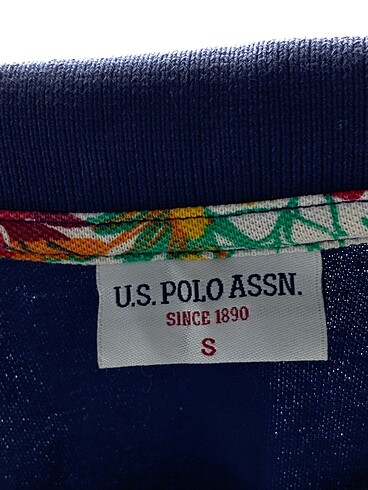 U.S. POLO ASSN.
SINCE 1890
S